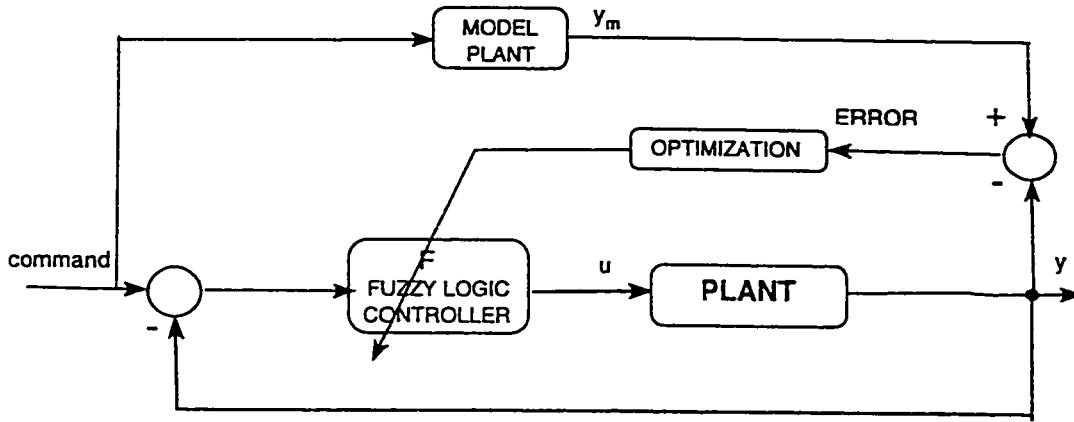 MODEL
PLANT
y_m
ERROR
+
OPTIMIZATION
-
command
F
FUZZY LOGIC
CONTROLLER
u
PLANT
y
-